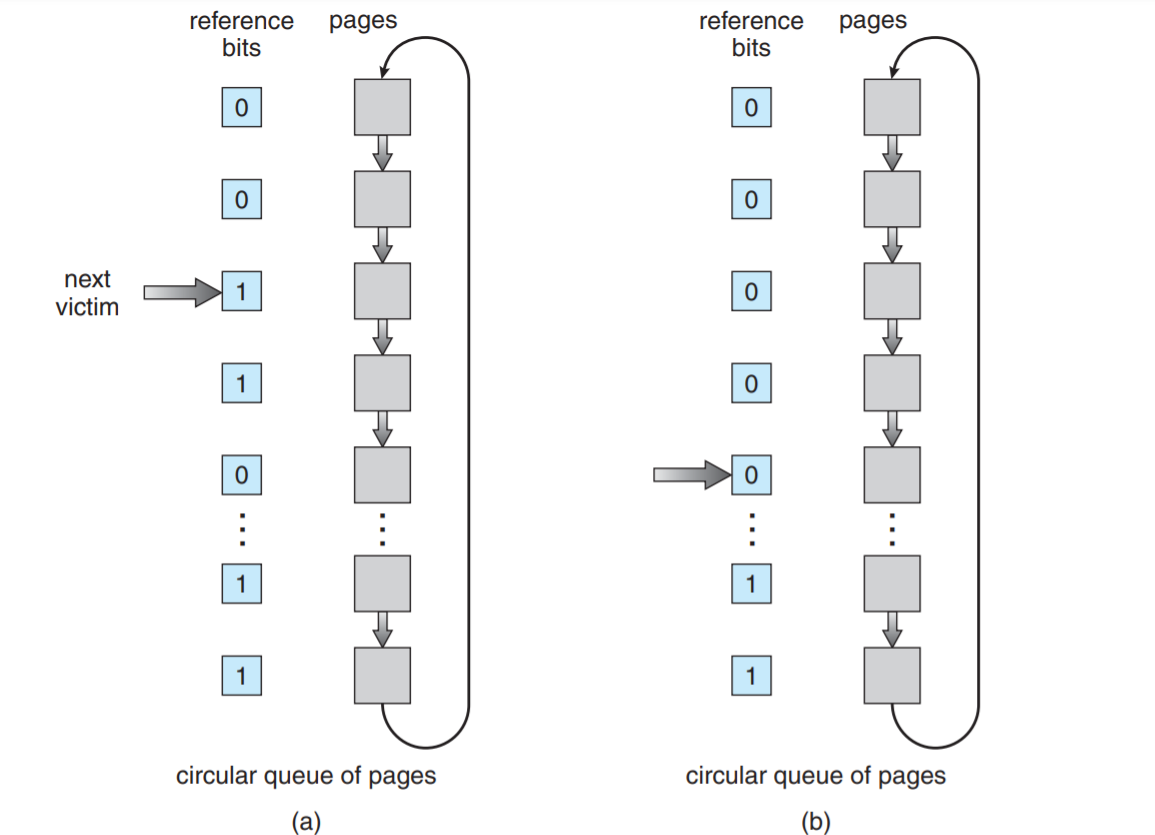 reference pages
bits
0
0
next
victim
1
1
0
1
1
circular queue of pages
(a)
reference pages
bits
0
0
0
0
0
1
1
circular queue of pages
(b)